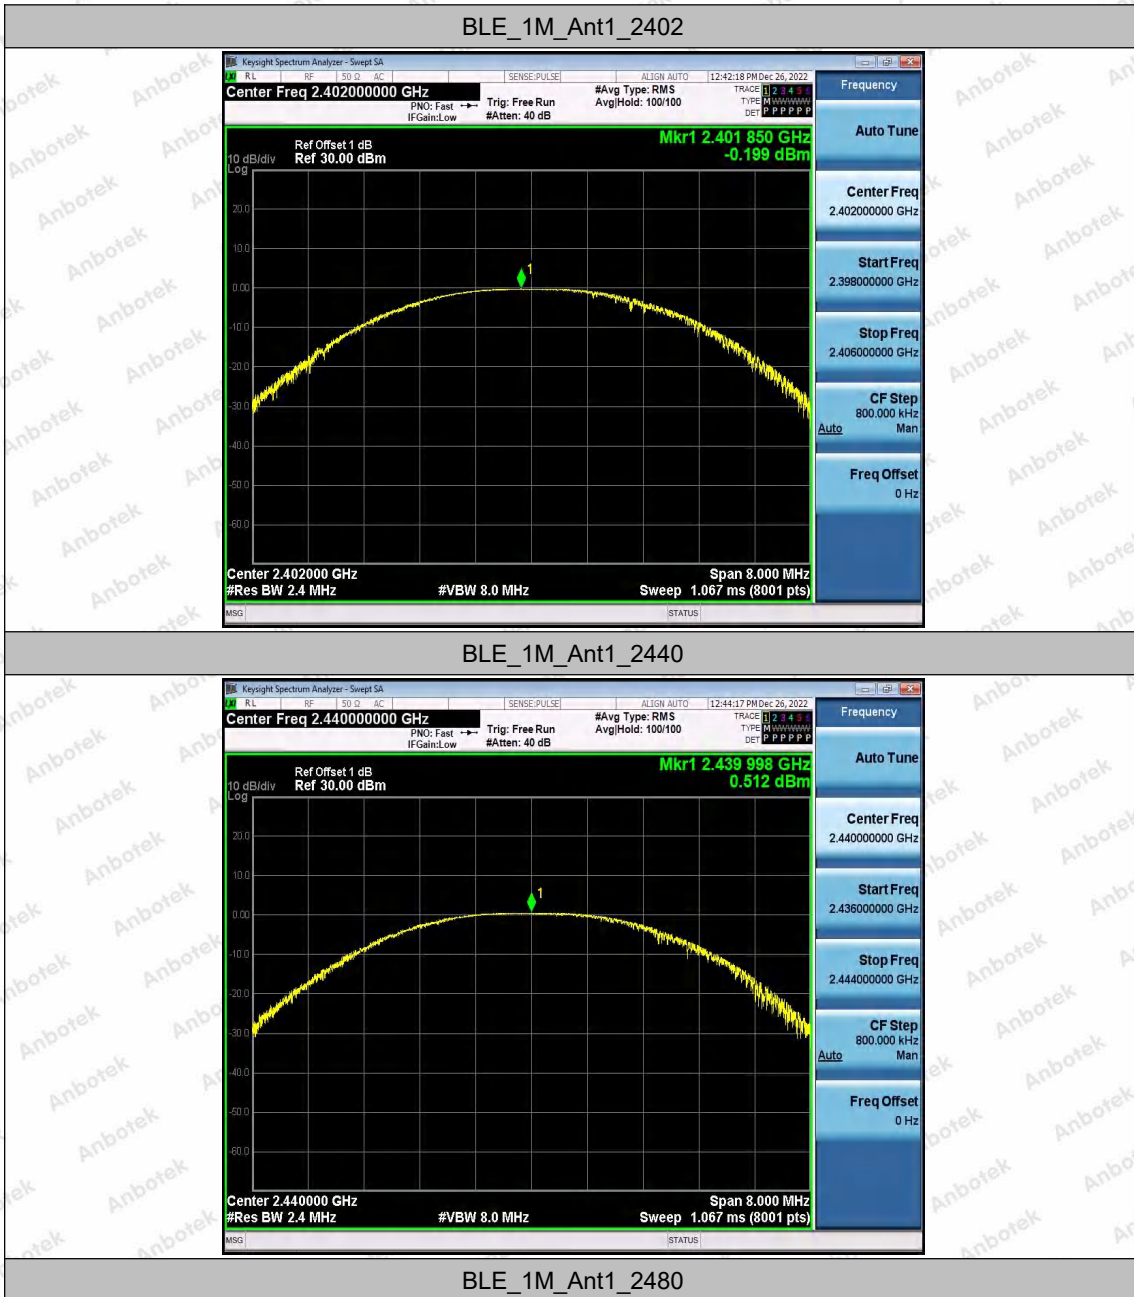 BLE_1M_Ant1_2402
Keysight Spectrum Analyzer - Swept SA
LXI RL RF 50 Ω AC SENSE:PULSE ALIGN AUTO 12:42:18 PM Dec 26, 2022
Center Freq 2.402000000 GHz
PNO: Fast
IFGain:Low
Trig: Free Run
#Atten: 40 dB
#Avg Type: RMS
Avg|Hold: 100/100
TRACE 1 2 3 4 5 6
TYPE M WWWWW
DET P P P P P P
Mkr1 2.401 850 GHz
-0.199 dBm
Ref Offset 1 dB
10 dB/div Ref 30.00 dBm
Log
20.0
10.0
1
0.00
-10.0
-20.0
-30.0
-40.0
-50.0
-60.0
Center 2.402000 GHz Span 8.000 MHz
#Res BW 2.4 MHz #VBW 8.0 MHz Sweep 1.067 ms (8001 pts)
MSG STATUS
Frequency
Auto Tune
Center Freq
2.402000000 GHz
Start Freq
2.398000000 GHz
Stop Freq
2.406000000 GHz
CF Step
800.000 kHz
Auto Man
Freq Offset
0 Hz
BLE_1M_Ant1_2440
Keysight Spectrum Analyzer - Swept SA
LXI RL RF 50 Ω AC SENSE:PULSE ALIGN AUTO 12:44:17 PM Dec 26, 2022
Center Freq 2.440000000 GHz
PNO: Fast
IFGain:Low
Trig: Free Run
#Atten: 40 dB
#Avg Type: RMS
Avg|Hold: 100/100
TRACE 1 2 3 4 5 6
TYPE M WWWWW
DET P P P P P P
Mkr1 2.439 998 GHz
0.512 dBm
Ref Offset 1 dB
10 dB/div Ref 30.00 dBm
Log
20.0
10.0
1
0.00
-10.0
-20.0
-30.0
-40.0
-50.0
-60.0
Center 2.440000 GHz Span 8.000 MHz
#Res BW 2.4 MHz #VBW 8.0 MHz Sweep 1.067 ms (8001 pts)
MSG STATUS
Frequency
Auto Tune
Center Freq
2.440000000 GHz
Start Freq
2.436000000 GHz
Stop Freq
2.444000000 GHz
CF Step
800.000 kHz
Auto Man
Freq Offset
0 Hz
BLE_1M_Ant1_2480
Anbotek